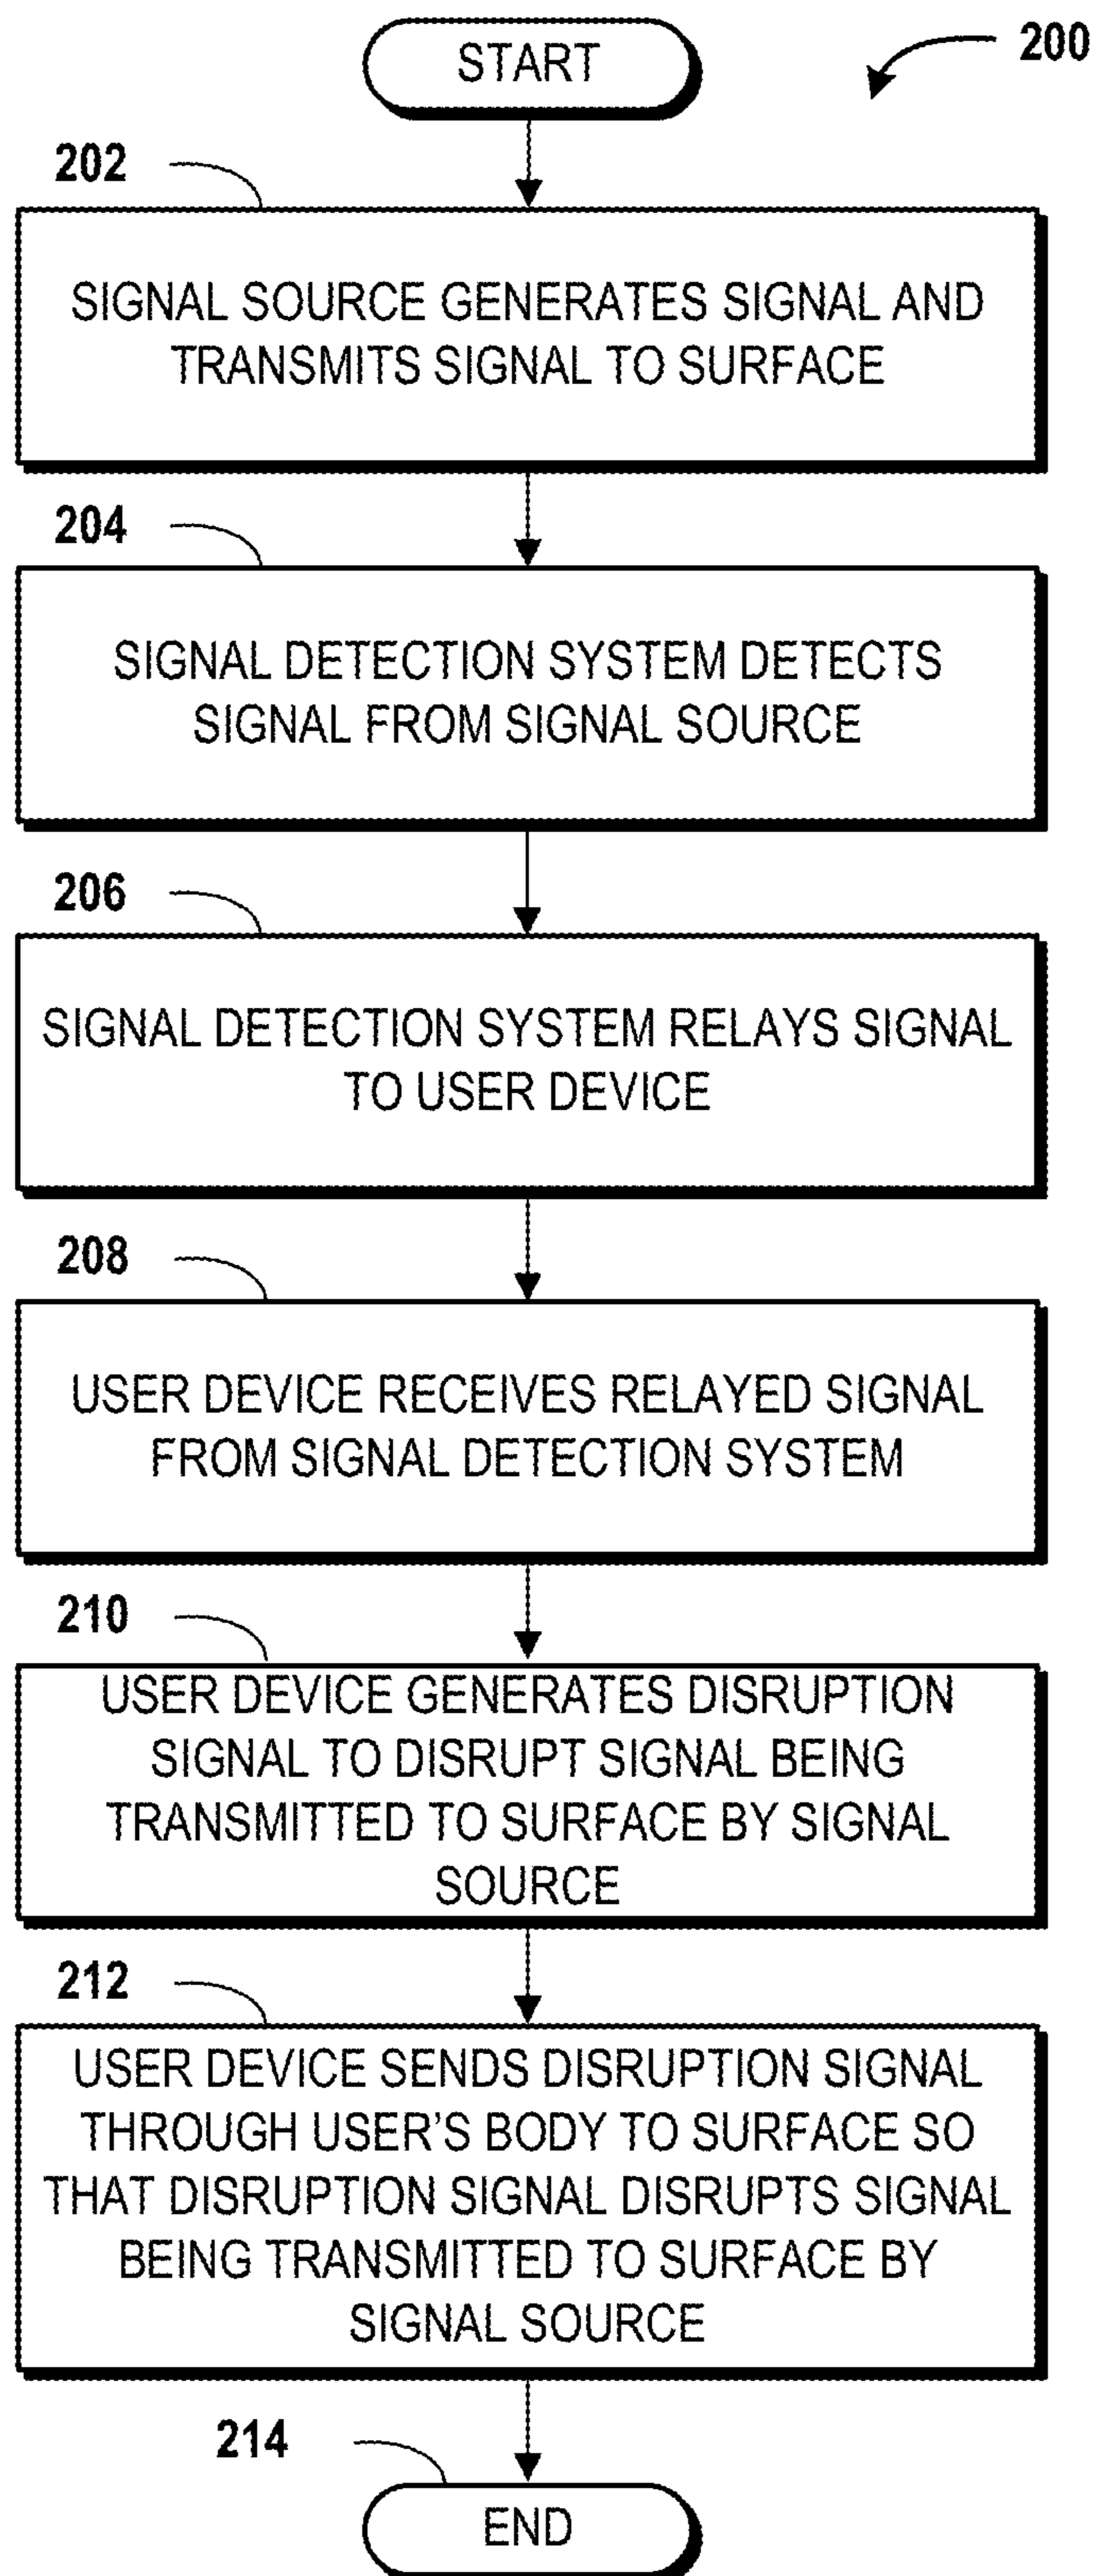 START
200
202
SIGNAL SOURCE GENERATES SIGNAL AND
TRANSMITS SIGNAL TO SURFACE
204
SIGNAL DETECTION SYSTEM DETECTS
SIGNAL FROM SIGNAL SOURCE
206
SIGNAL DETECTION SYSTEM RELAYS SIGNAL
TO USER DEVICE
208
USER DEVICE RECEIVES RELAYED SIGNAL
FROM SIGNAL DETECTION SYSTEM
210
USER DEVICE GENERATES DISRUPTION
SIGNAL TO DISRUPT SIGNAL BEING
TRANSMITTED TO SURFACE BY SIGNAL
SOURCE
212
USER DEVICE SENDS DISRUPTION SIGNAL
THROUGH USER'S BODY TO SURFACE SO
THAT DISRUPTION SIGNAL DISRUPTS SIGNAL
BEING TRANSMITTED TO SURFACE BY
SIGNAL SOURCE
214
END